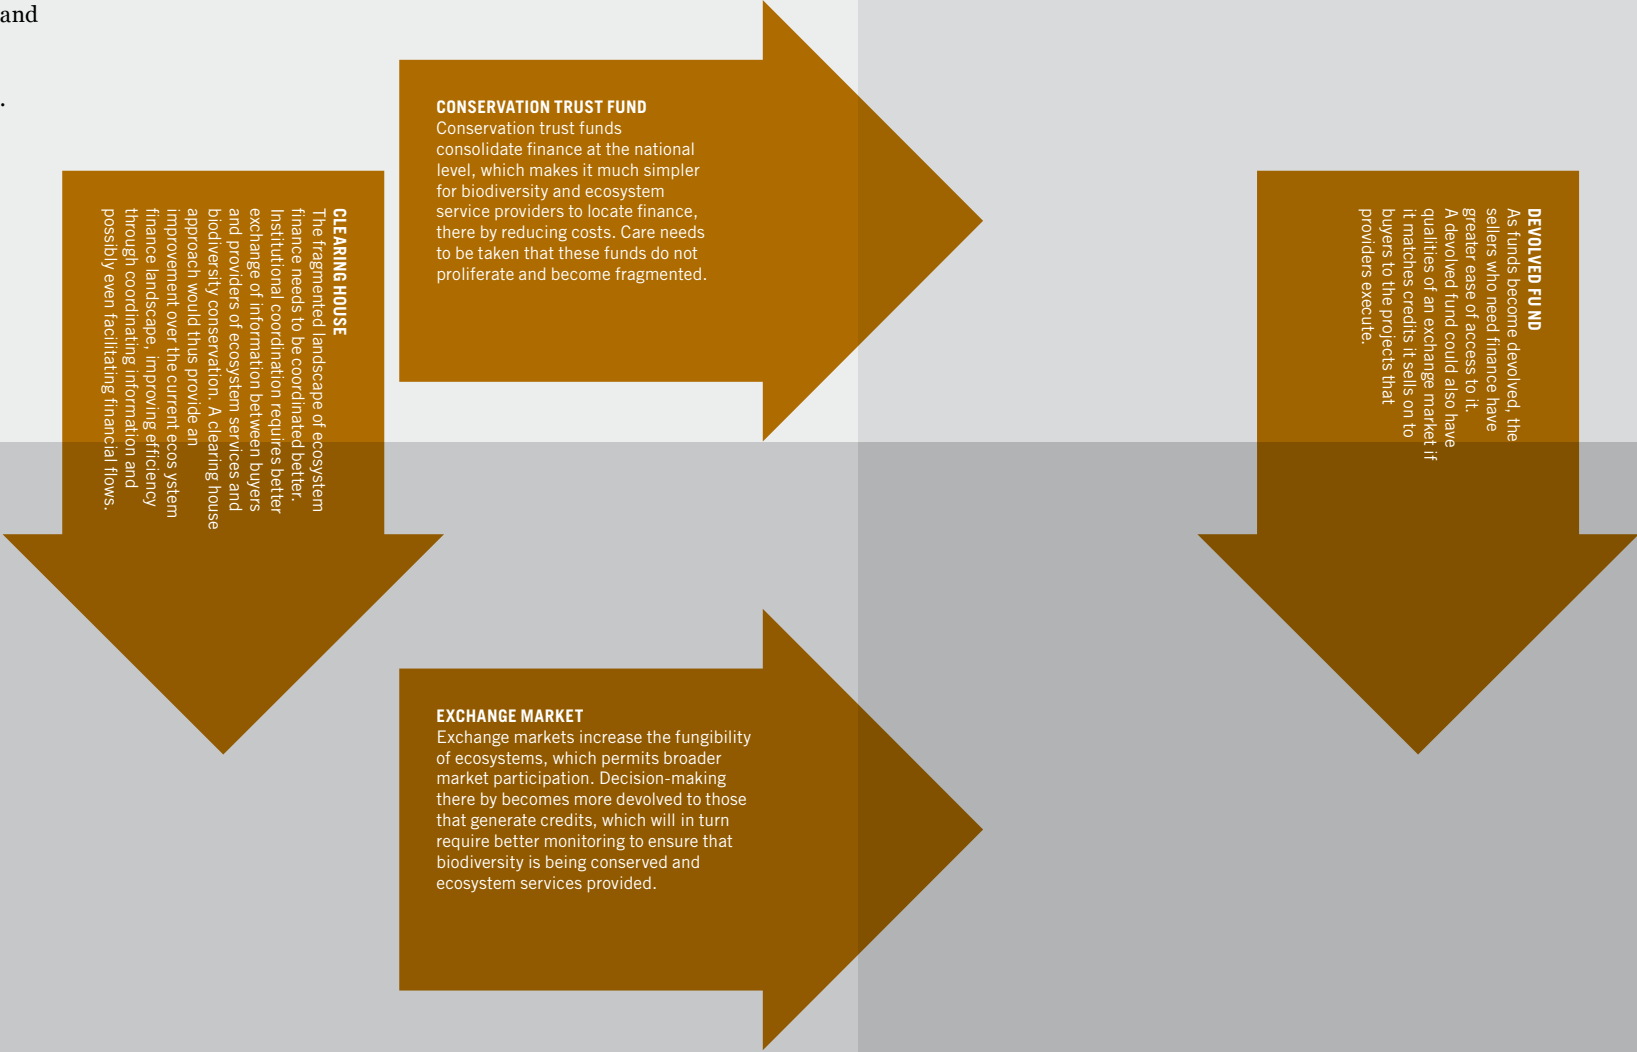 and
.
CONSERVATION TRUST FUND
Conservation trust funds
consolidate finance at the national
level, which makes it much simpler
for biodiversity and ecosystem
service providers to locate finance,
there by reducing costs. Care needs
to be taken that these funds do not
proliferate and become fragmented.
CLEARING HOUSE
The fragmented landscape of ecosystem
finance needs to be coordinated better.
Institutional coordination requires better
exchange of information between buyers
and providers of ecosystem services and
biodiversity conservation. A clearing house
approach would thus provide an
improvement over the current ecos ystem
finance landscape, improving efficiency
through coordinating information and
possibly even facilitating financial flows.
DEVOLVED FU ND
As funds become devolved, the
sellers who need finance have
greater ease of access to it.
A devolved fund could also have
qualities of an exchange market if
it matches credits it sells on to
buyers to the projects that
providers execute.
EXCHANGE MARKET
Exchange markets increase the fungibility
of ecosystems, which permits broader
market participation. Decision-making
there by becomes more devolved to those
that generate credits, which will in turn
require better monitoring to ensure that
biodiversity is being conserved and
ecosystem services provided.